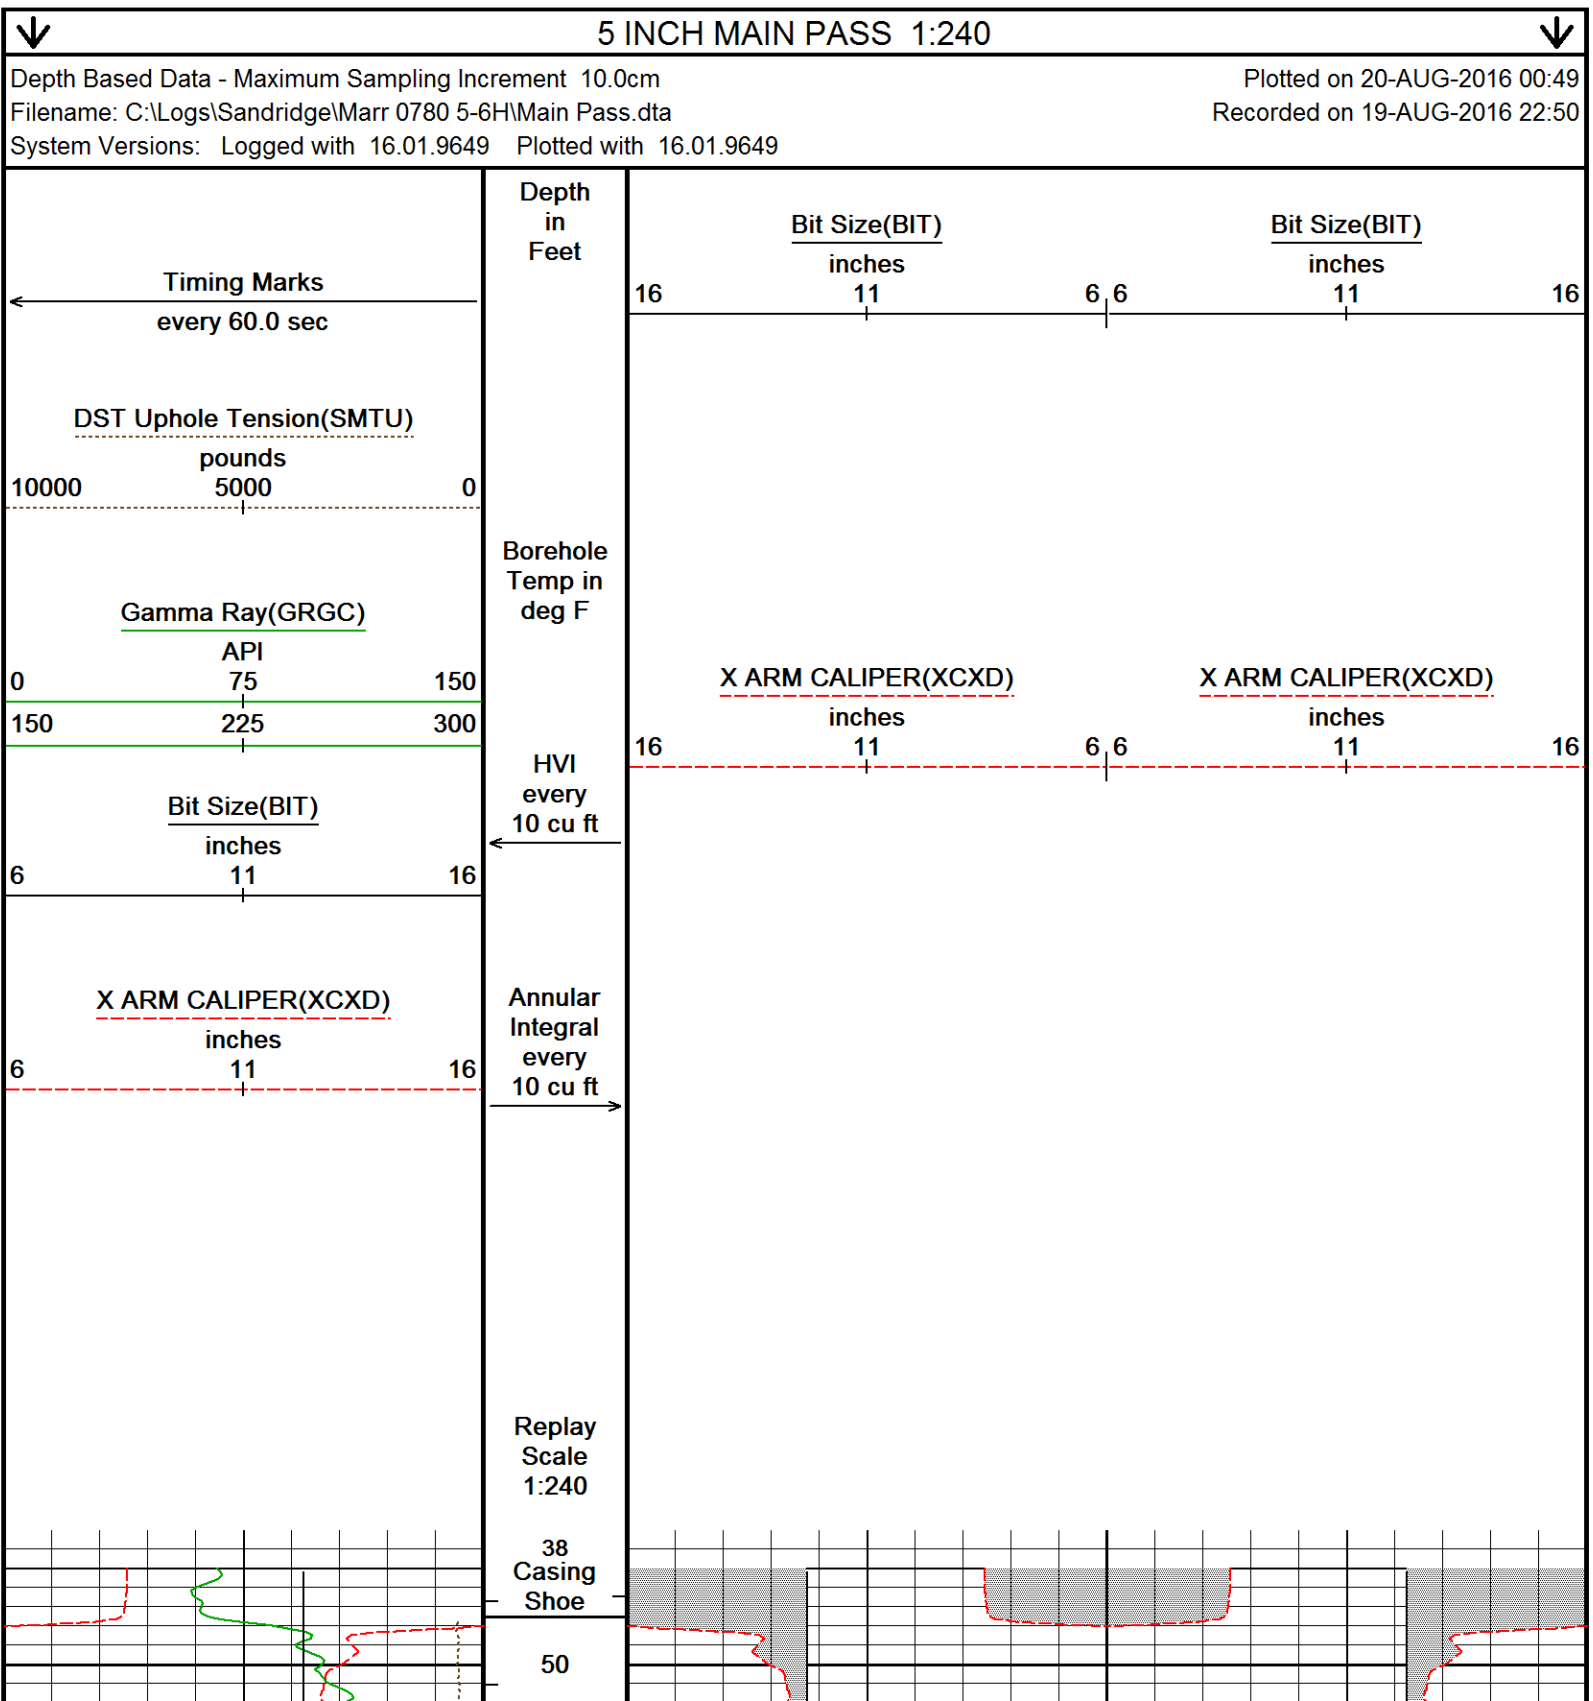 5 INCH MAIN PASS 1:240
Depth Based Data - Maximum Sampling Increment 10.0cm
Plotted on 20-AUG-2016 00:49
Filename: C:\Logs\Sandridge\Marr 0780 5-6H\Main Pass.dta
Recorded on 19-AUG-2016 22:50
System Versions: Logged with 16.01.9649 Plotted with 16.01.9649
Timing Marks
every 60.0 sec
DST Uphole Tension(SMTU)
pounds
10000 5000 0
Gamma Ray(GRGC)
API
0 75 150
150 225 300
Bit Size(BIT)
inches
6 11 16
X ARM CALIPER(XCXD)
inches
6 11 16
Depth
in
Feet
Borehole
Temp in
deg F
HVI
every
10 cu ft
Annular
Integral
every
10 cu ft
Replay
Scale
1:240
38
Casing
Shoe
50
Bit Size(BIT)
inches
16 11 6
Bit Size(BIT)
inches
6 11 16
X ARM CALIPER(XCXD)
inches
16 11 6
X ARM CALIPER(XCXD)
inches
6 11 16